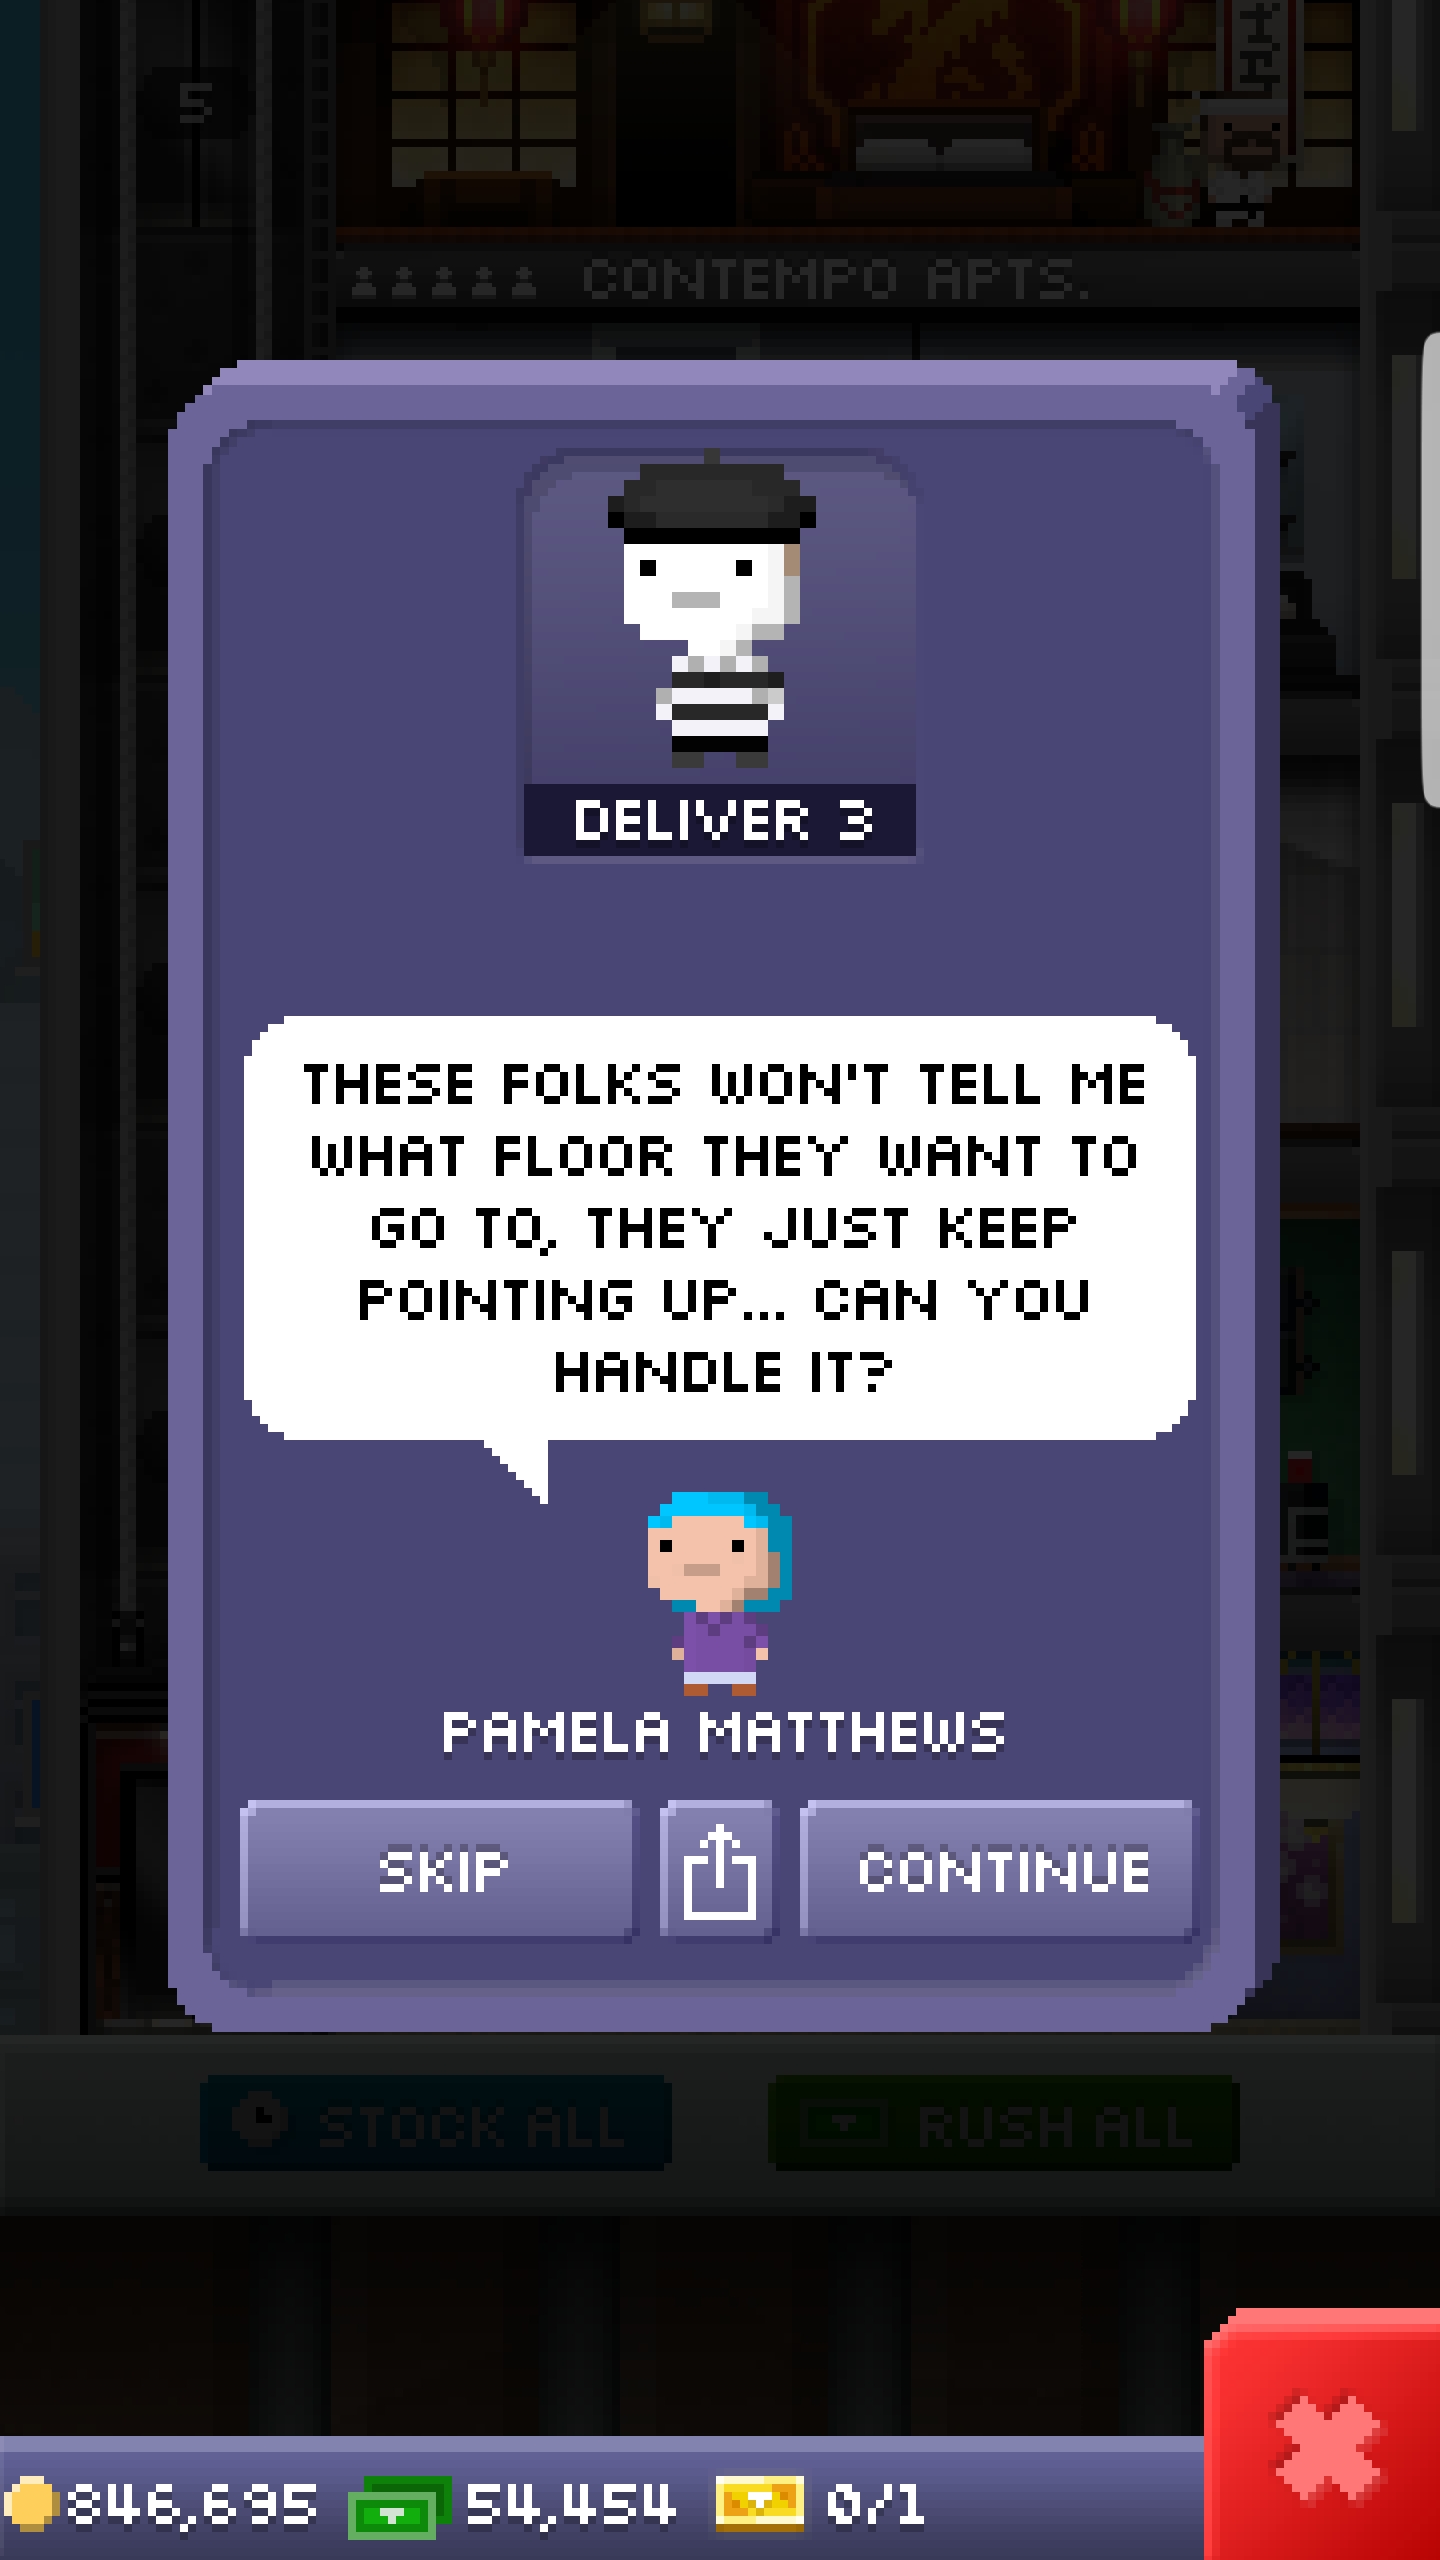 5
CONTEMPO APTS.
DELIVER 3
THESE FOLKS WON'T TELL ME
WHAT FLOOR THEY WANT TO
GO TO, THEY JUST KEEP
POINTING UP... CAN YOU
HANDLE IT?
PAMELA MATTHEWS
SKIP
CONTINUE
STOCK ALL
RUSH ALL
846,695
54,454
0/1